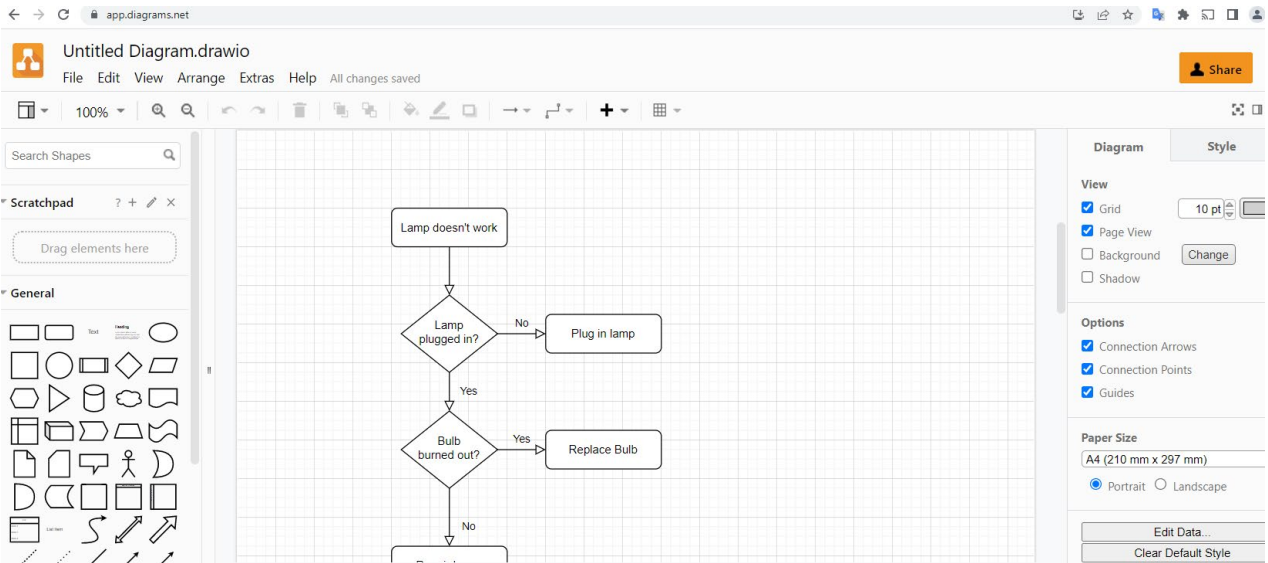 app.diagrams.net
Untitled Diagram.drawio
File Edit View Arrange Extras Help All changes saved
Share
100%
Search Shapes
Scratchpad ? + ×
Drag elements here
General
Text Heading
List Item
Lamp doesn't work
Lamp
plugged in?
No
Plug in lamp
Yes
Bulb
burned out?
Yes
Replace Bulb
No
Diagram Style
View
Grid 10 pt
Page View
Background Change
Shadow
Options
Connection Arrows
Connection Points
Guides
Paper Size
A4 (210 mm x 297 mm)
Portrait Landscape
Edit Data...
Clear Default Style